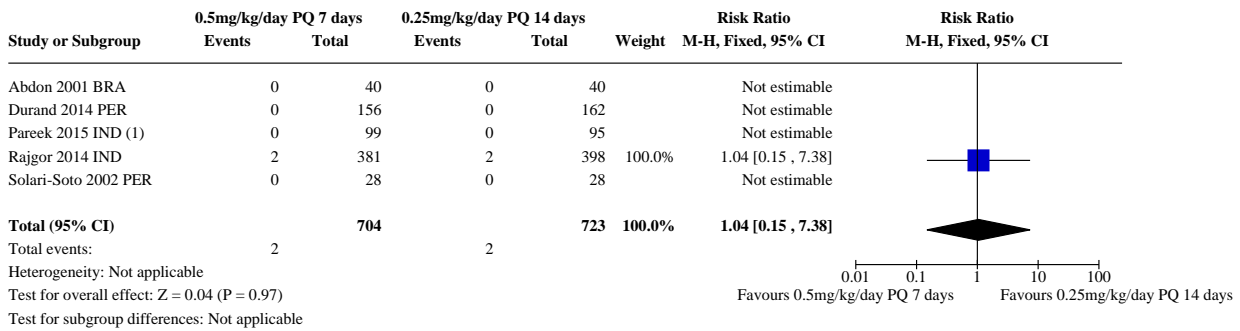 0.5mg/kg/day PQ 7 days 0.25mg/kg/day PQ 14 days Risk Ratio Risk Ratio
Study or Subgroup Events Total Events Total Weight M-H, Fixed, 95% CI M-H, Fixed, 95% CI
Abdon 2001 BRA 0 40 0 40 Not estimable
Durand 2014 PER 0 156 0 162 Not estimable
Pareek 2015 IND (1) 0 99 0 95 Not estimable
Rajgor 2014 IND 2 381 2 398 100.0% 1.04 [0.15 , 7.38]
Solari-Soto 2002 PER 0 28 0 28 Not estimable
Total (95% CI) 704 723 100.0% 1.04 [0.15 , 7.38]
Total events: 2 2
Heterogeneity: Not applicable
0.01 0.1 1 10 100
Test for overall effect: Z = 0.04 (P = 0.97)
Favours 0.5mg/kg/day PQ 7 days Favours 0.25mg/kg/day PQ 14 days
Test for subgroup differences: Not applicable